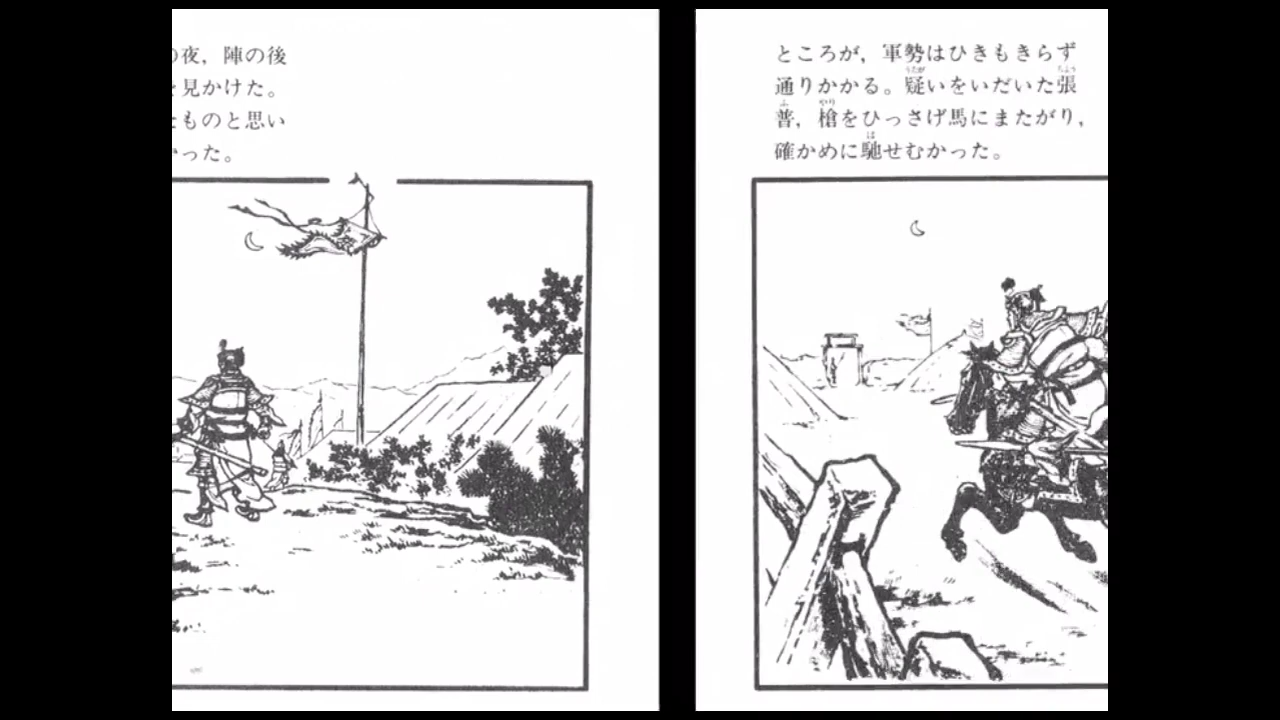 夜，陣の後
見かけた。
ものと思い
った。
ところが，軍勢はひきもきらず
通りかかる。疑いをいだいた張
普，槍をひっさげ馬にまたがり，
確かめに馳せむかった。